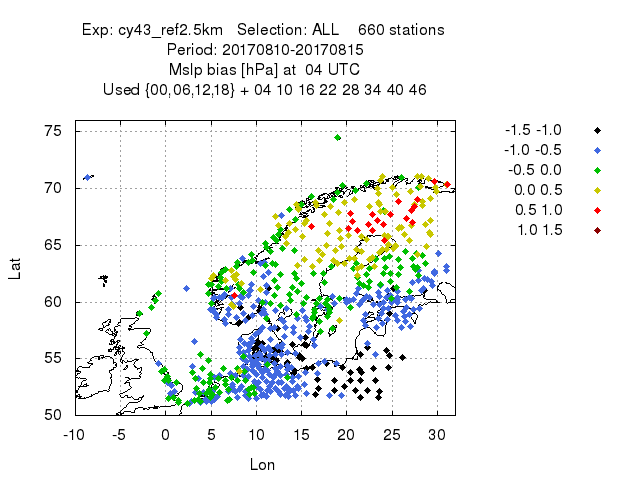 Exp: cy43_ref2.5km Selection: ALL 660 stations
Period: 20170810-20170815
Mslp bias [hPa] at 04 UTC
Used {00,06,12,18} + 04 10 16 22 28 34 40 46
-1.5 -1.0
-1.0 -0.5
-0.5 0.0
0.0 0.5
0.5 1.0
1.0 1.5
75
70
65
60
55
50
Lat
-10 -5 0 5 10 15 20 25 30
Lon